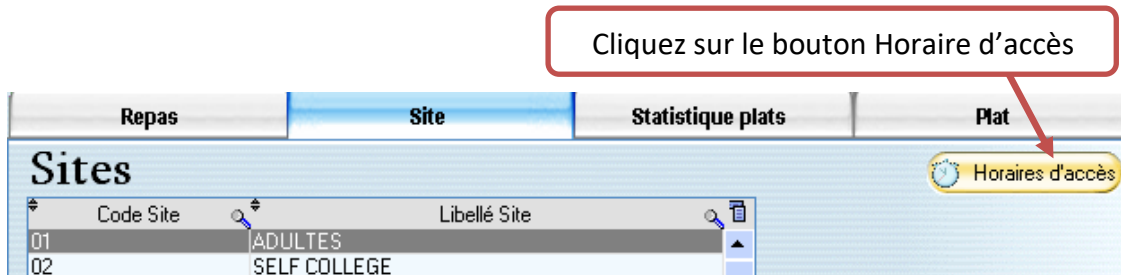 Cliquez sur le bouton Horaire d’accès
Repas Site Statistique plats Plat
Sites
Horaires d'accès
Code Site Libellé Site
01 ADULTES
02 SELF COLLEGE